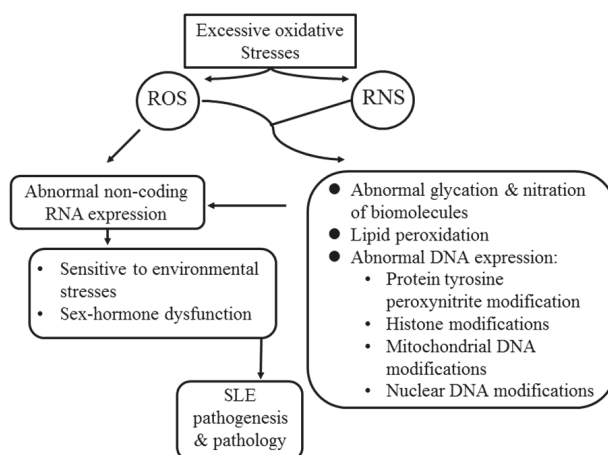 Excessive oxidative
Stresses
ROS
RNS
Abnormal non-coding
RNA expression
• Sensitive to environmental
stresses
• Sex-hormone dysfunction
SLE
pathogenesis
& pathology
● Abnormal glycation & nitration
of biomolecules
● Lipid peroxidation
● Abnormal DNA expression:
• Protein tyrosine
peroxynitrite modification
• Histone modifications
• Mitochondrial DNA
modifications
• Nuclear DNA modifications